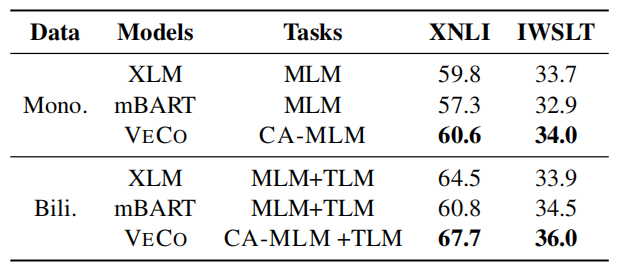 Data Models Tasks XNLI IWSLT
XLM MLM 59.8 33.7
Mono. mBART MLM 57.3 32.9
VECO CA-MLM 60.6 34.0
XLM MLM+TLM 64.5 33.9
Bili. mBART MLM+TLM 60.8 34.5
VECO CA-MLM +TLM 67.7 36.0